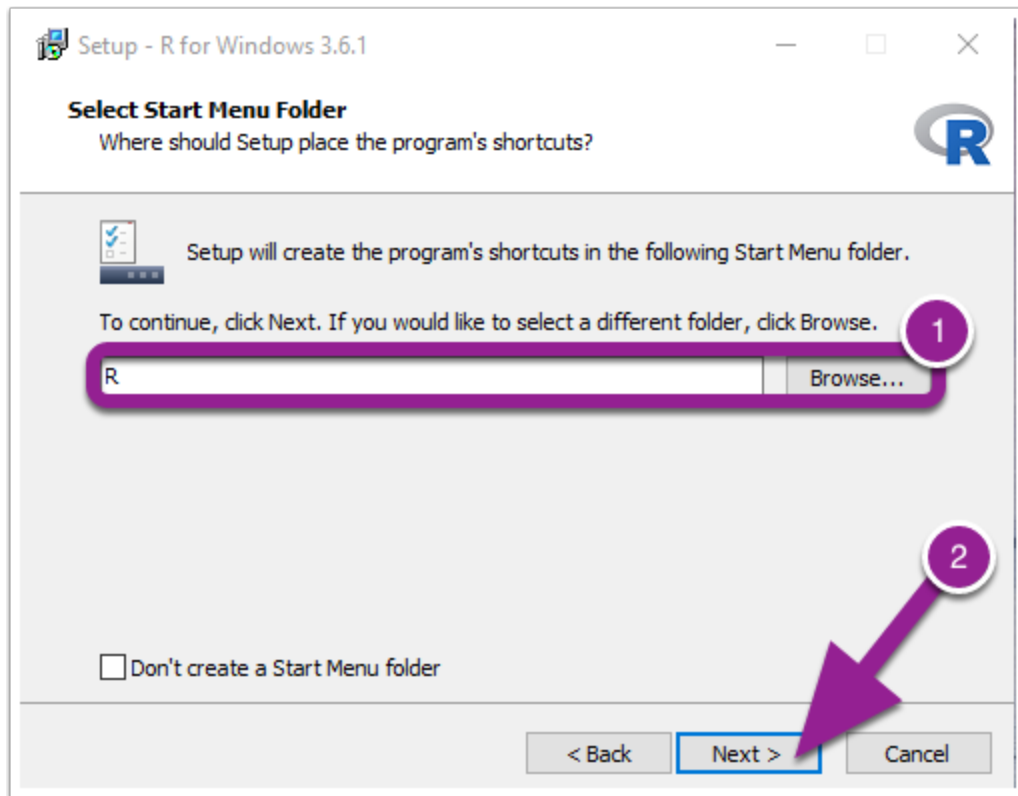 Setup - R for Windows 3.6.1
Select Start Menu Folder
Where should Setup place the program's shortcuts?
R
Setup will create the program's shortcuts in the following Start Menu folder.
To continue, click Next. If you would like to select a different folder, click Browse.
1
R
Browse...
2
Don't create a Start Menu folder
< Back
Next >
Cancel